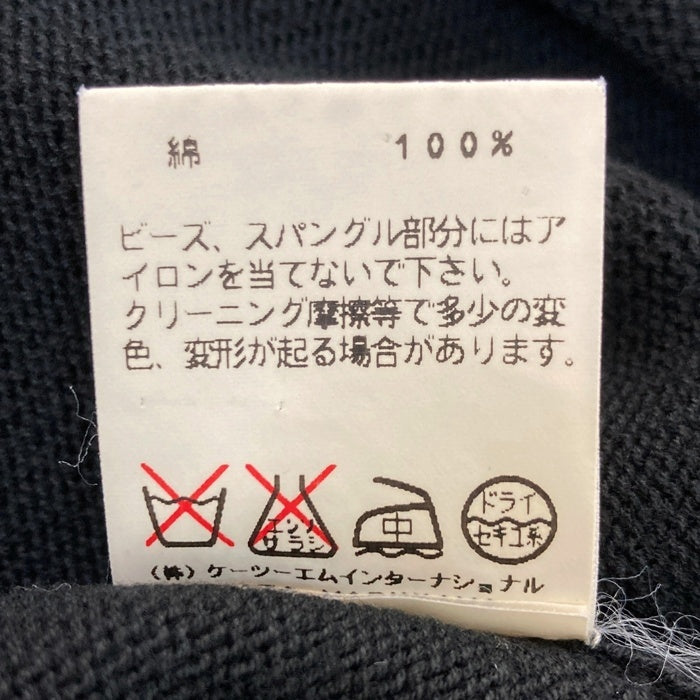 綿 100%
ビーズ、スパングル部分にはア
イロンを当てないで下さい。
クリーニング摩擦等で多少の変
色、変形が起る場合があります。
エンソ
サラシ
中
ドライ
セキユ系
(株) ケーツーエムインターナショナル